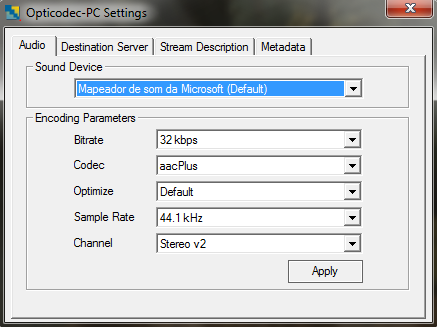 Opticodec-PC Settings
Audio Destination Server Stream Description Metadata
Sound Device
Mapeador de som da Microsoft (Default)
Encoding Parameters
Bitrate 32 kbps
Codec aacPlus
Optimize Default
Sample Rate 44.1 kHz
Channel Stereo v2
Apply